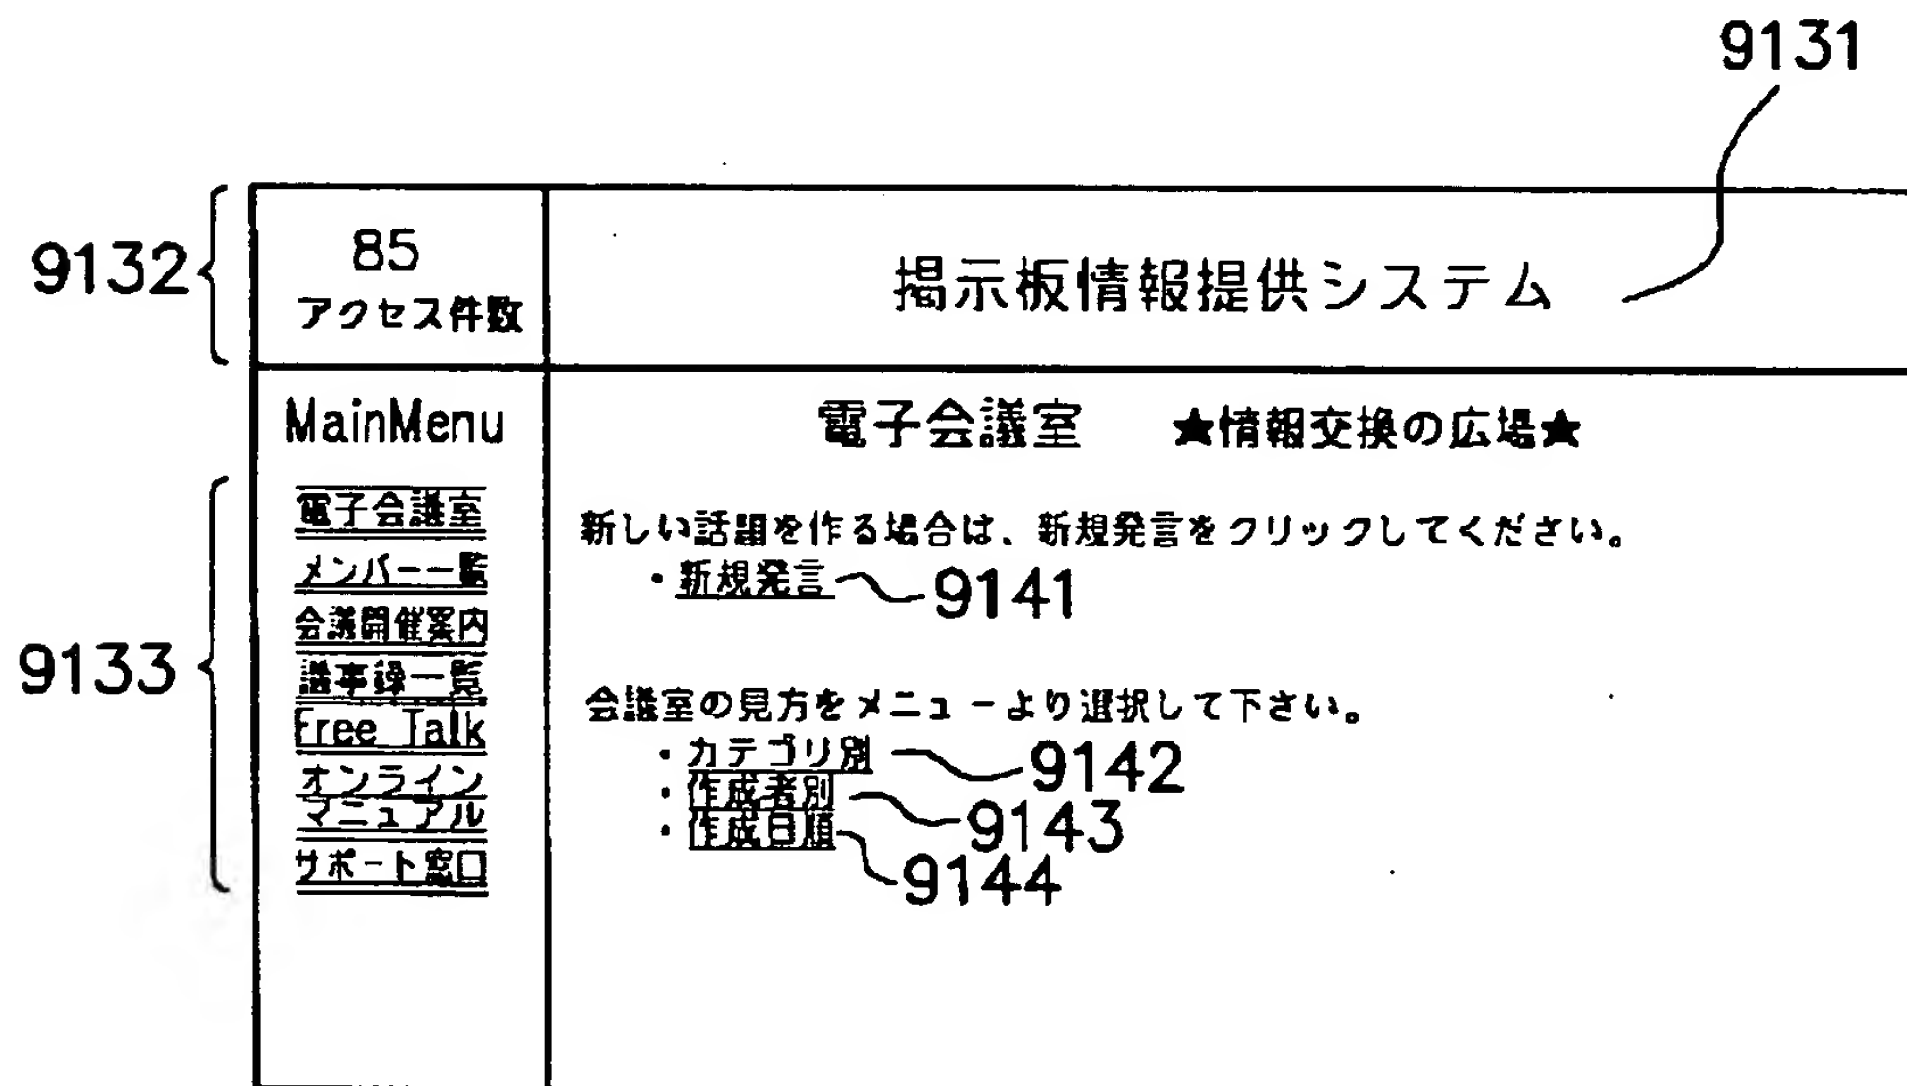 9131
9132
85
アクセス件数
掲示板情報提供システム
MainMenu
電子会議室 ★情報交換の広場★
9133
電子会議室
メンバー一覧
会議開催案内
議事録一覧
Free Talk
オンライン
マニュアル
サポート窓口
新しい話題を作る場合は、新規発言をクリックしてください。
・新規発言 9141
会議室の見方をメニューより選択して下さい。
・カテゴリ別 9142
・作成者別 9143
・作成日順 9144